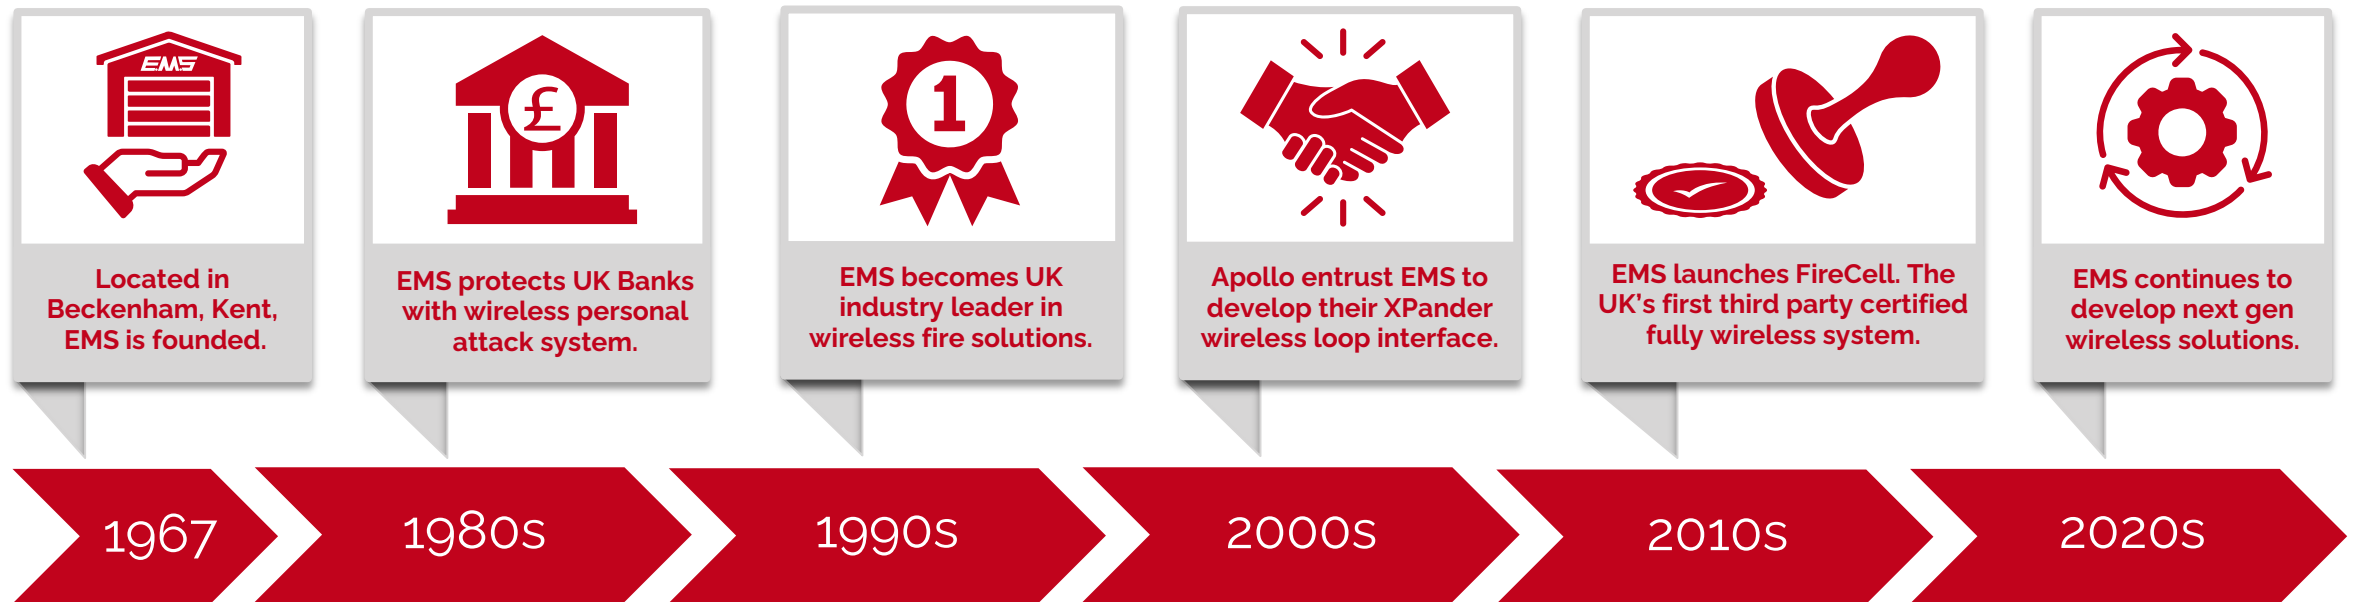 EMS
Located in
Beckenham, Kent,
EMS is founded.
£
EMS protects UK Banks
with wireless personal
attack system.
1
EMS becomes UK
industry leader in
wireless fire solutions.
Apollo entrust EMS to
develop their XPander
wireless loop interface.
EMS launches FireCell. The
UK's first third party certified
fully wireless system.
EMS continues to
develop next gen
wireless solutions.
1967
1980s
1990s
2000s
2010s
2020s